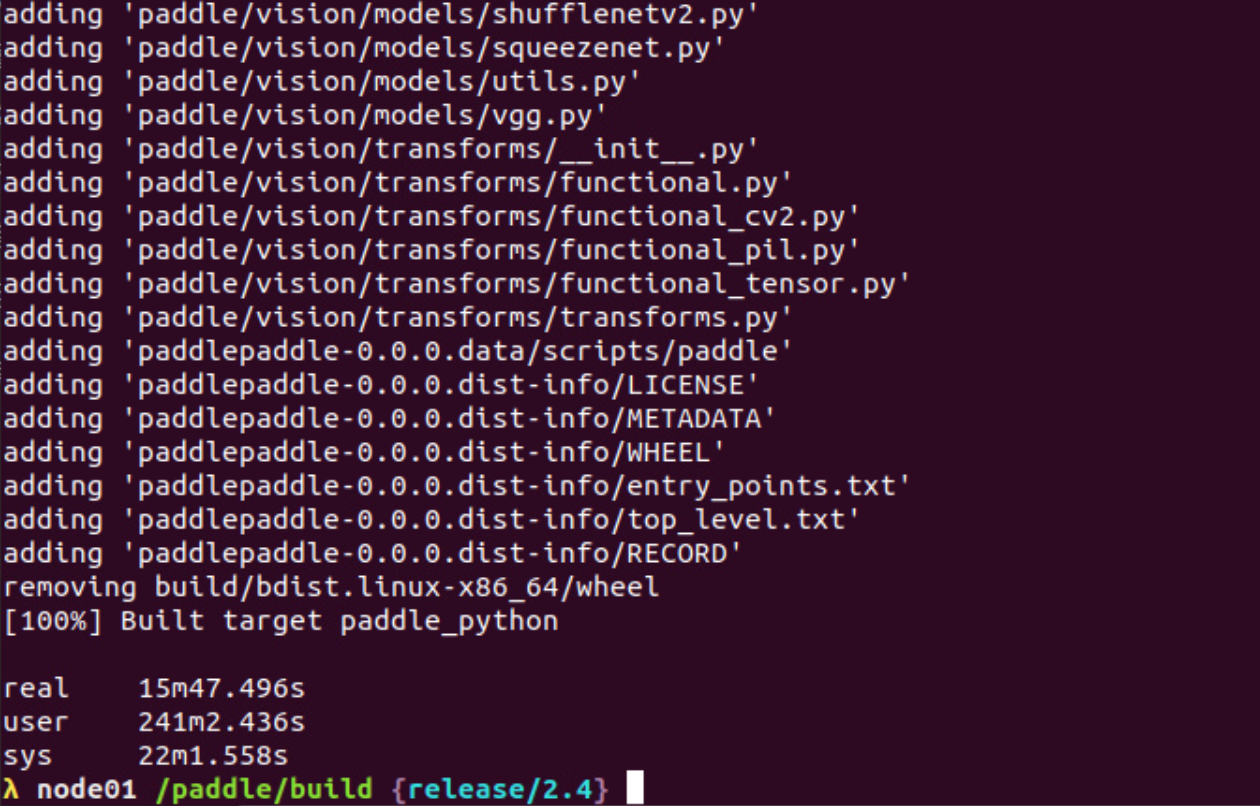 adding 'paddle/vision/models/shufflenetv2.py'
adding 'paddle/vision/models/squeezenet.py'
adding 'paddle/vision/models/utils.py'
adding 'paddle/vision/models/vgg.py'
adding 'paddle/vision/transforms/__init__.py'
adding 'paddle/vision/transforms/functional.py'
adding 'paddle/vision/transforms/functional_cv2.py'
adding 'paddle/vision/transforms/functional_pil.py'
adding 'paddle/vision/transforms/functional_tensor.py'
adding 'paddle/vision/transforms/transforms.py'
adding 'paddlepaddle-0.0.0.data/scripts/paddle'
adding 'paddlepaddle-0.0.0.dist-info/LICENSE'
adding 'paddlepaddle-0.0.0.dist-info/METADATA'
adding 'paddlepaddle-0.0.0.dist-info/WHEEL'
adding 'paddlepaddle-0.0.0.dist-info/entry_points.txt'
adding 'paddlepaddle-0.0.0.dist-info/top_level.txt'
adding 'paddlepaddle-0.0.0.dist-info/RECORD'
removing build/bdist.linux-x86_64/wheel
[100%] Built target paddle_python
real    15m47.496s
user    241m2.436s
sys     22m1.558s
λ node01 /paddle/build {release/2.4}